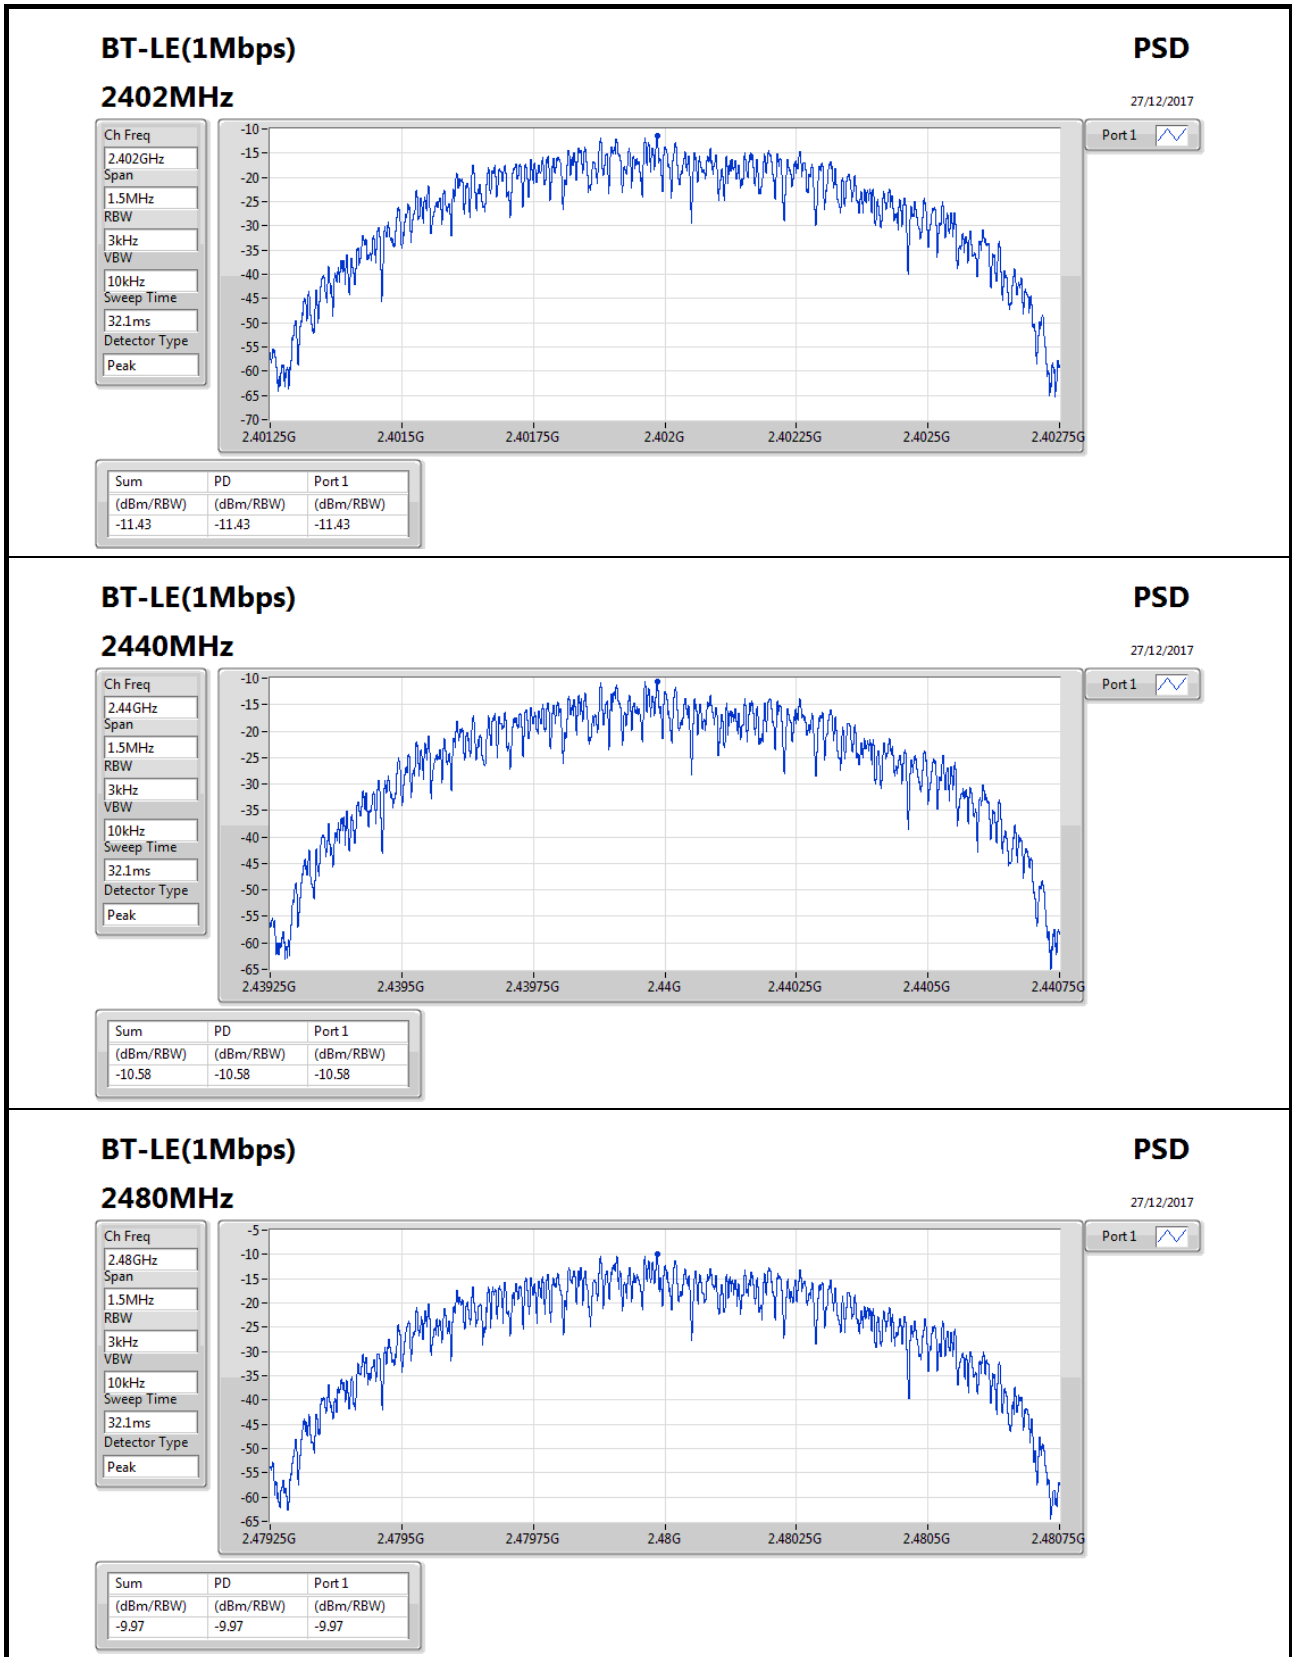 BT-LE(1Mbps) PSD
2402MHz 27/12/2017
Ch Freq
2.402GHz
Span
1.5MHz
RBW
3kHz
VBW
10kHz
Sweep Time
32.1ms
Detector Type
Peak
-10
-15
-20
-25
-30
-35
-40
-45
-50
-55
-60
-65
-70
2.40125G 2.4015G 2.40175G 2.402G 2.40225G 2.4025G 2.40275G
Port 1
Sum PD Port 1
(dBm/RBW) (dBm/RBW) (dBm/RBW)
-11.43 -11.43 -11.43
BT-LE(1Mbps) PSD
2440MHz 27/12/2017
Ch Freq
2.44GHz
Span
1.5MHz
RBW
3kHz
VBW
10kHz
Sweep Time
32.1ms
Detector Type
Peak
-10
-15
-20
-25
-30
-35
-40
-45
-50
-55
-60
-65
2.43925G 2.4395G 2.43975G 2.44G 2.44025G 2.4405G 2.44075G
Port 1
Sum PD Port 1
(dBm/RBW) (dBm/RBW) (dBm/RBW)
-10.58 -10.58 -10.58
BT-LE(1Mbps) PSD
2480MHz 27/12/2017
Ch Freq
2.48GHz
Span
1.5MHz
RBW
3kHz
VBW
10kHz
Sweep Time
32.1ms
Detector Type
Peak
-5
-10
-15
-20
-25
-30
-35
-40
-45
-50
-55
-60
-65
2.47925G 2.4795G 2.47975G 2.48G 2.48025G 2.4805G 2.48075G
Port 1
Sum PD Port 1
(dBm/RBW) (dBm/RBW) (dBm/RBW)
-9.97 -9.97 -9.97